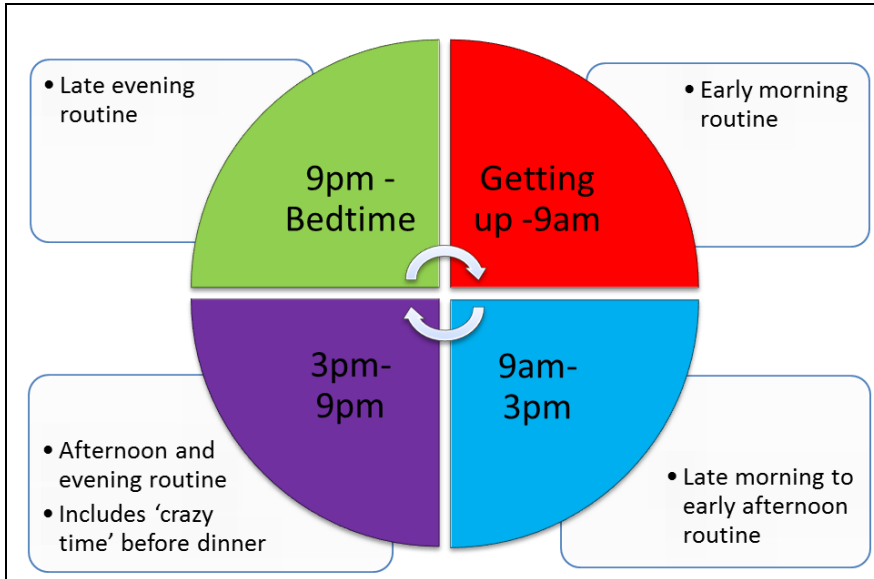 • Late evening
routine
9pm -
Bedtime
Getting
up -9am
• Early morning
routine
3pm-
9pm
9am-
3pm
• Afternoon and
evening routine
• Includes ‘crazy
time’ before dinner
• Late morning to
early afternoon
routine